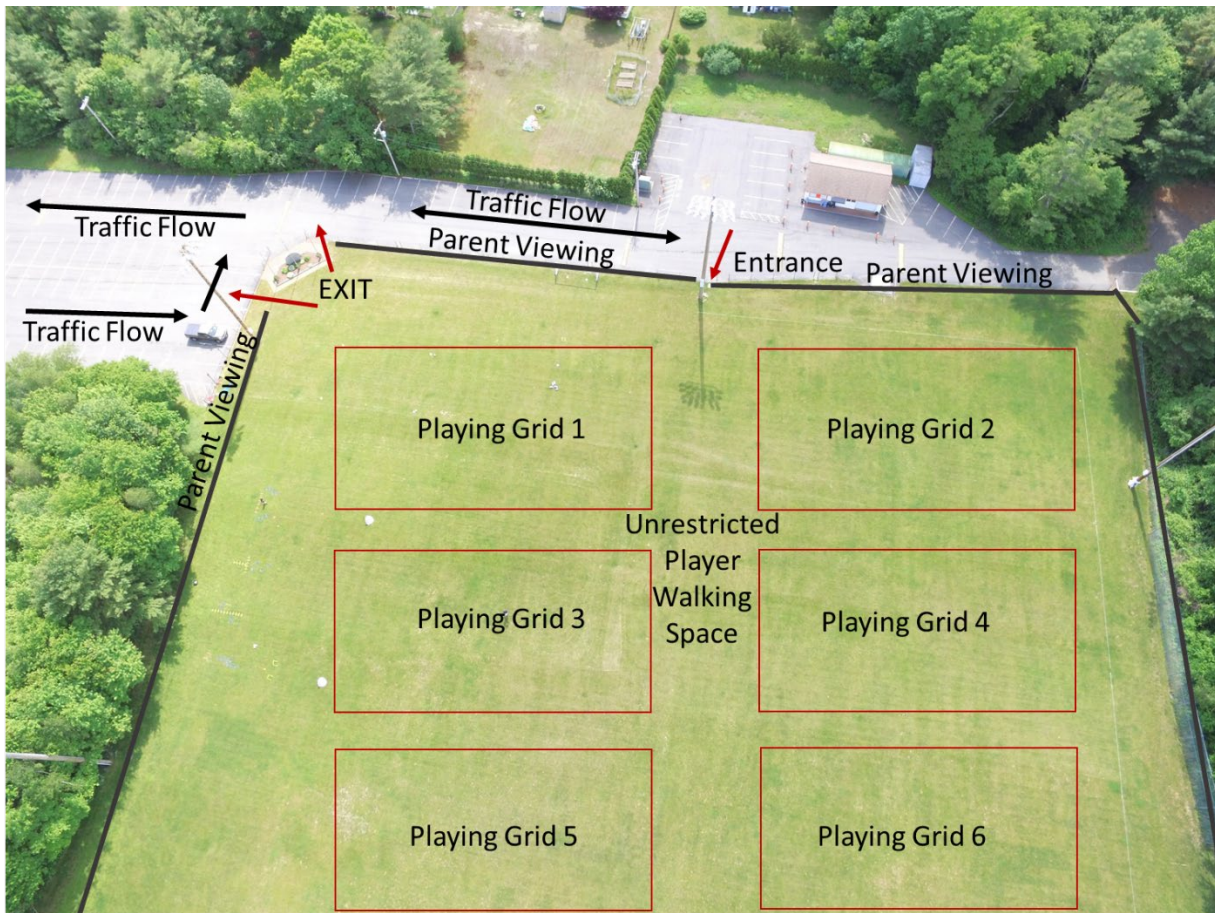 Traffic Flow
Traffic Flow
Parent Viewing
Entrance
Parent Viewing
EXIT
Traffic Flow
Parent Viewing
Playing Grid 1
Playing Grid 2
Unrestricted
Player
Walking
Space
Playing Grid 3
Playing Grid 4
Playing Grid 5
Playing Grid 6